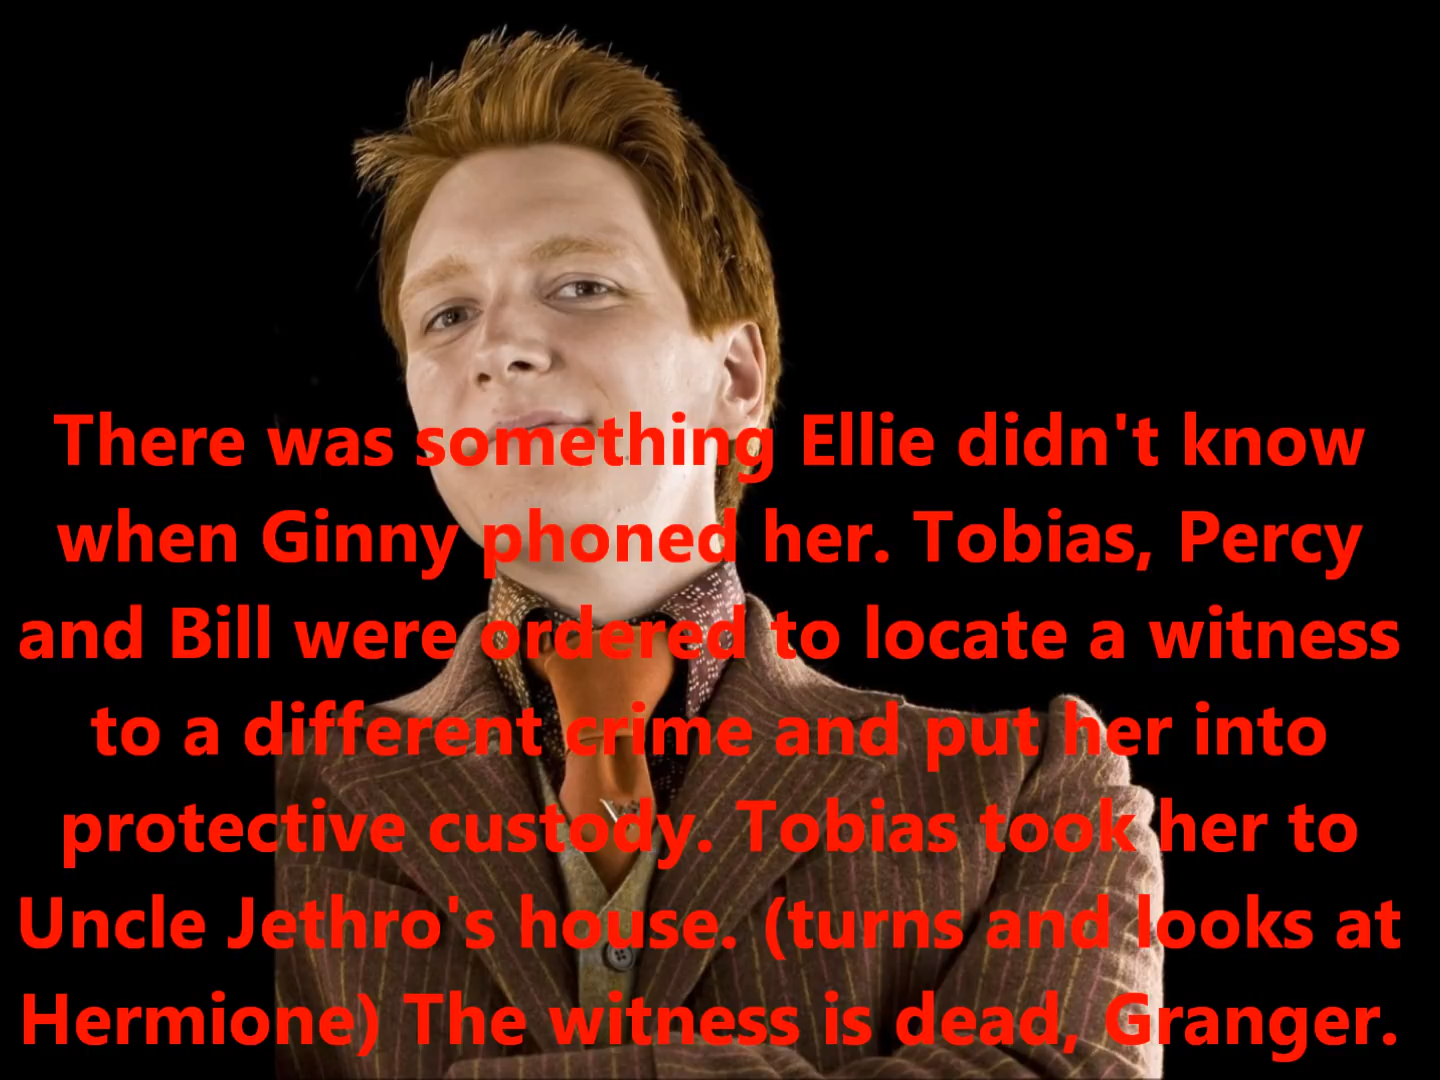 There was something Ellie didn't know
when Ginny phoned her. Tobias, Percy
and Bill were ordered to locate a witness
to a different crime and put her into
protective custody. Tobias took her to
Uncle Jethro's house. (turns and looks at
Hermione) The witness is dead, Granger.